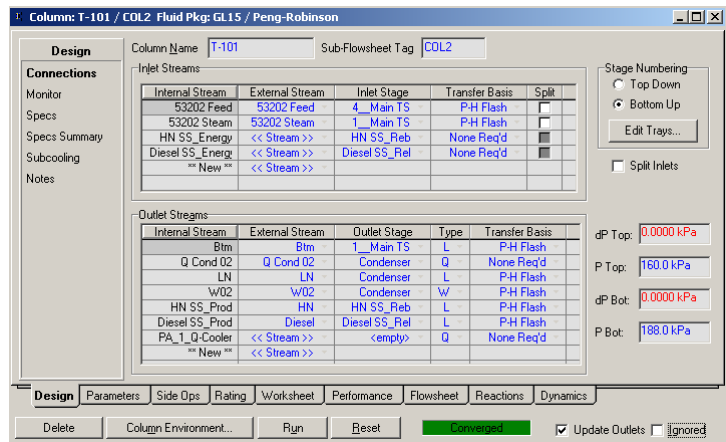 Column: T-101 / COL2 Fluid Pkg: GL15 / Peng-Robinson
Design
Connections
Monitor
Specs
Specs Summary
Subcooling
Notes
Column Name T-101 Sub-Flowsheet Tag COL2
Inlet Streams
Internal Stream External Stream Inlet Stage Transfer Basis Split
53202 Feed 53202 Feed 4__Main TS P-H Flash
53202 Steam 53202 Steam 1__Main TS P-H Flash
HN SS_Energy << Stream >> HN SS_Reb None Req'd
Diesel SS_Energy << Stream >> Diesel SS_Rel None Req'd
** New ** << Stream >>
Stage Numbering
Top Down
Bottom Up
Edit Trays...
Split Inlets
Outlet Streams
Internal Stream External Stream Outlet Stage Type Transfer Basis
Btm Btm 1__Main TS L P-H Flash
Q Cond 02 Q Cond 02 Condenser Q None Req'd
LN LN Condenser L P-H Flash
W02 W02 Condenser W P-H Flash
HN SS_Prod HN HN SS_Reb L P-H Flash
Diesel SS_Prod Diesel Diesel SS_Rel L P-H Flash
PA_1_Q-Cooler << Stream >> <empty> Q None Req'd
** New ** << Stream >>
dP Top: 0.0000 kPa
P Top: 160.0 kPa
dP Bot: 0.0000 kPa
P Bot: 188.0 kPa
Design Parameters Side Ops Rating Worksheet Performance Flowsheet Reactions Dynamics
Delete Column Environment... Run Reset Converged Update Outlets Ignored